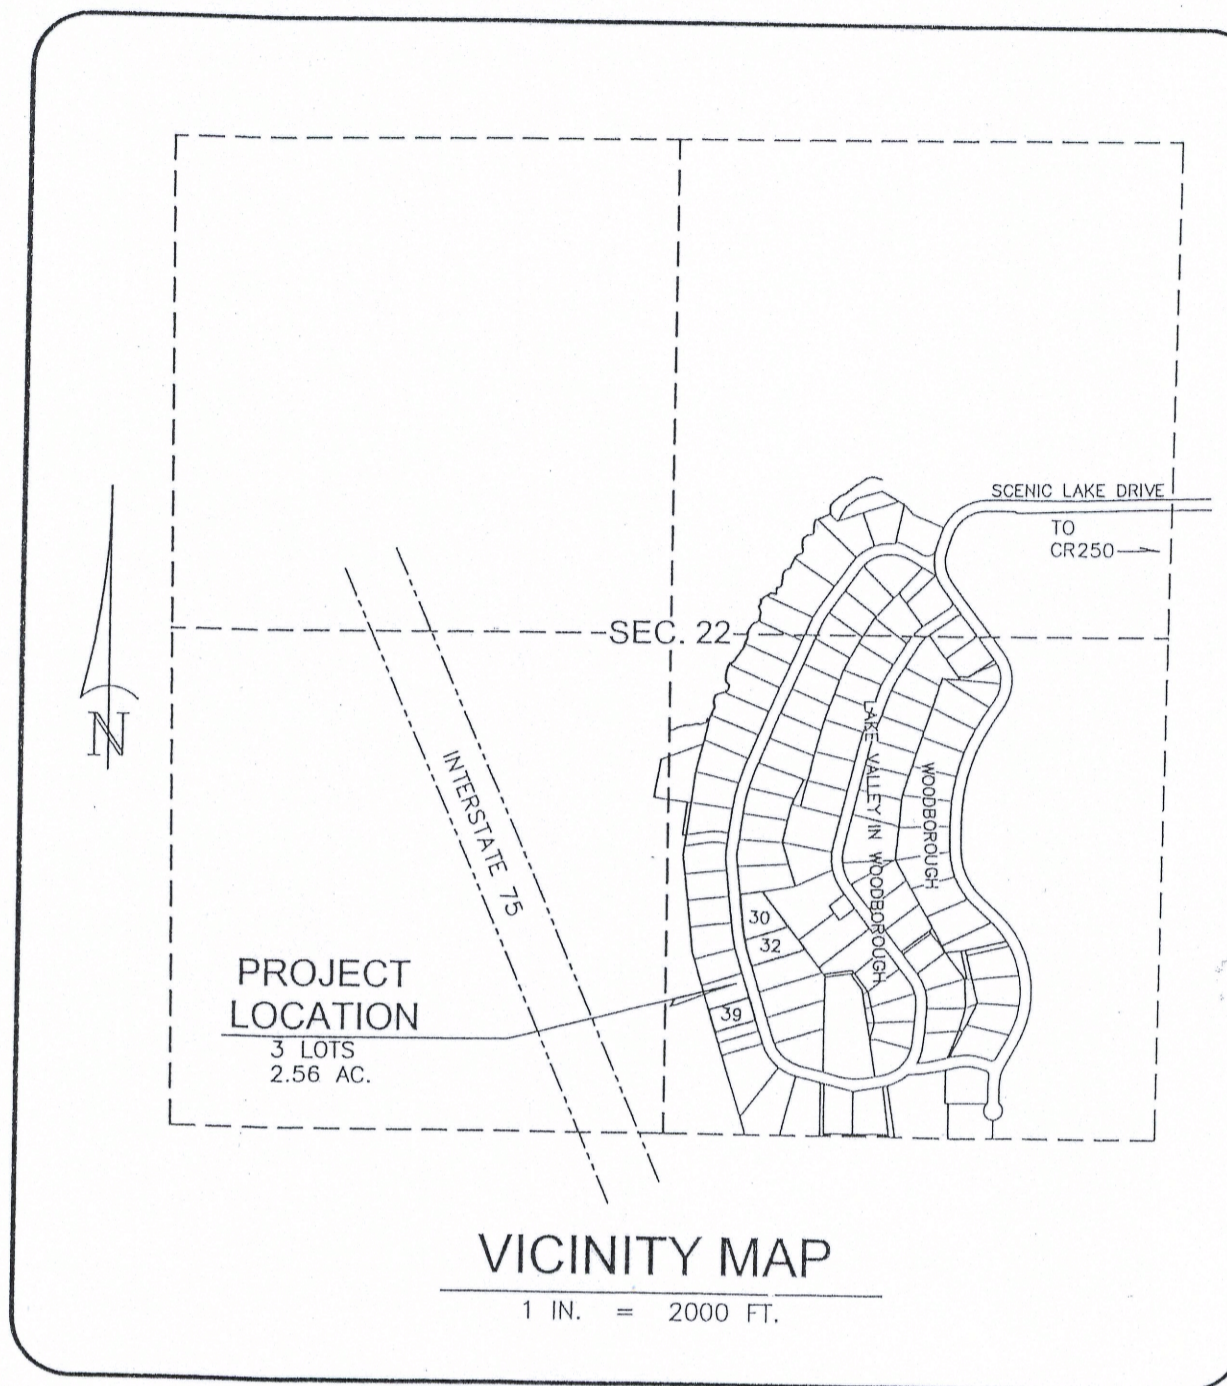 SCENIC LAKE DRIVE
TO
CR250
SEC. 22
N
INTERSTATE 75
LAKE VALLEY IN WOODBOROUGH
WOODBOROUGH
30
32
39
PROJECT
LOCATION
3 LOTS
2.56 AC.
VICINITY MAP
1 IN. = 2000 FT.